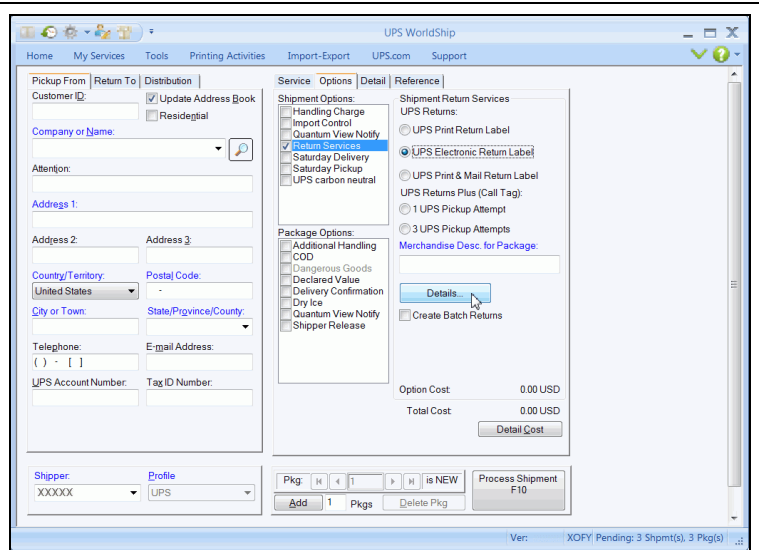 UPS WorldShip
Home My Services Tools Printing Activities Import-Export UPS.com Support
Pickup From Return To Distribution
Customer ID:
Update Address Book
Residential
Company or Name:
Attention:
Address 1:
Address 2: Address 3:
Country/Territory: Postal Code:
United States -
City or Town: State/Province/County:
Telephone: E-mail Address:
( ) - [ ]
UPS Account Number: Tax ID Number:
Shipper: Profile
XXXXX UPS
Service Options Detail Reference
Shipment Options:
Handling Charge
Import Control
Quantum View Notify
Return Services
Saturday Delivery
Saturday Pickup
UPS carbon neutral
Package Options:
Additional Handling
COD
Dangerous Goods
Declared Value
Delivery Confirmation
Dry Ice
Quantum View Notify
Shipper Release
Shipment Return Services
UPS Returns:
UPS Print Return Label
UPS Electronic Return Label
UPS Print & Mail Return Label
UPS Returns Plus (Call Tag):
1 UPS Pickup Attempt
3 UPS Pickup Attempts
Merchandise Desc. for Package:
Details...
Create Batch Returns
Option Cost: 0.00 USD
Total Cost: 0.00 USD
Detail Cost
Pkg: 1 is NEW
Add 1 Pkgs Delete Pkg
Process Shipment
F10
Ver: XOFY Pending: 3 Shpmt(s), 3 Pkg(s)